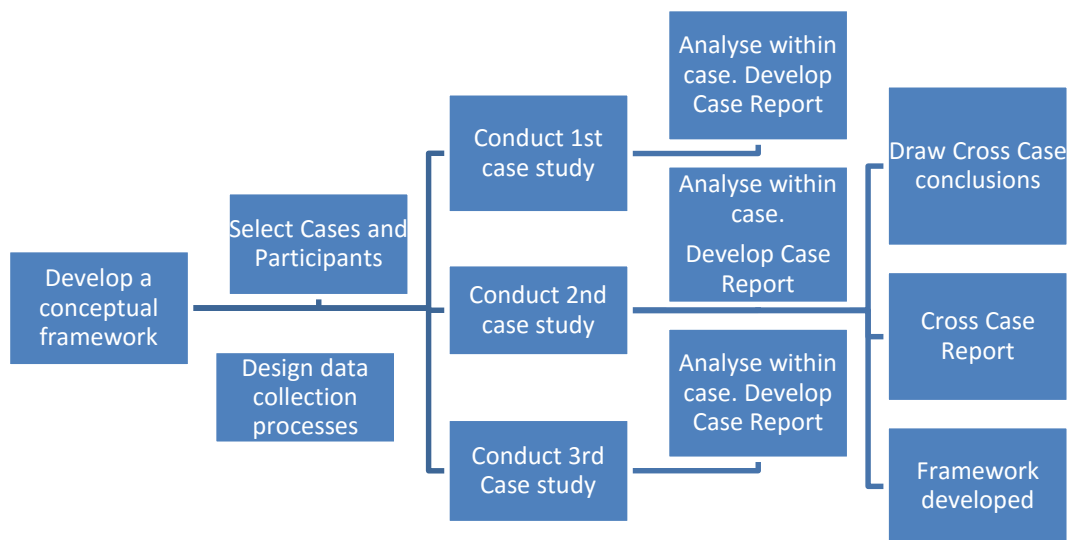 Develop a
conceptual
framework
Select Cases and
Participants
Design data
collection
processes
Conduct 1st
case study
Conduct 2nd
case study
Conduct 3rd
Case study
Analyse within
case. Develop
Case Report
Analyse within
case.
Develop Case
Report
Analyse within
case. Develop
Case Report
Draw Cross Case
conclusions
Cross Case
Report
Framework
developed